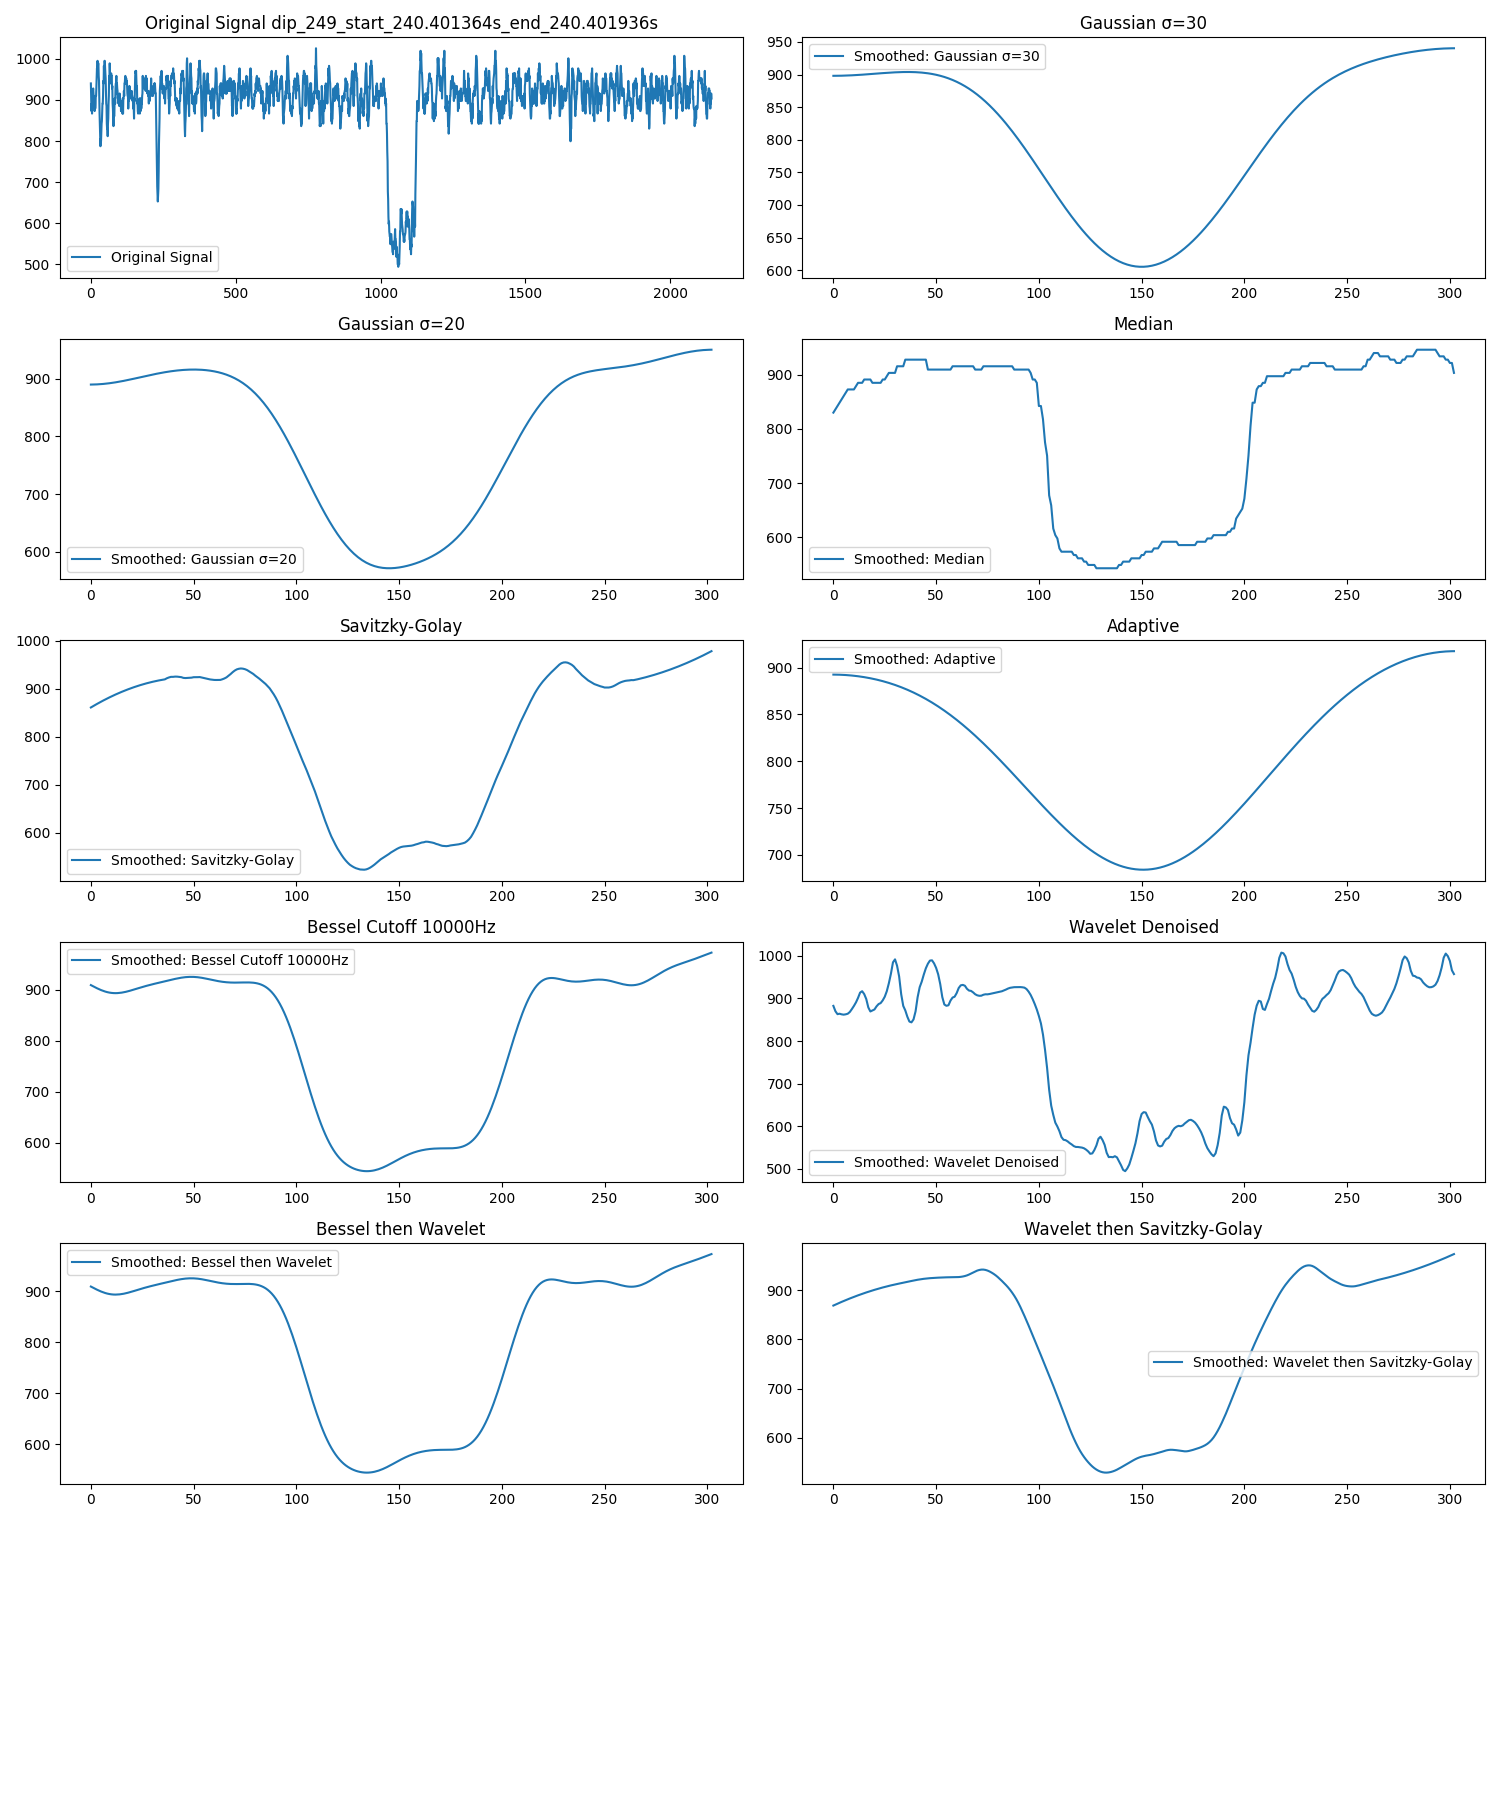 Original Signal dip_249_start_240.401364s_end_240.401936s
1000
900
800
700
600
500
Original Signal
0 500 1000 1500 2000
Gaussian σ=30
950
900
850
800
750
700
650
600
Smoothed: Gaussian σ=30
0 50 100 150 200 250 300
Gaussian σ=20
900
800
700
600
Smoothed: Gaussian σ=20
0 50 100 150 200 250 300
Median
900
800
700
600
Smoothed: Median
0 50 100 150 200 250 300
Savitzky-Golay
1000
900
800
700
600
Smoothed: Savitzky-Golay
0 50 100 150 200 250 300
Adaptive
900
850
800
750
700
Smoothed: Adaptive
0 50 100 150 200 250 300
Bessel Cutoff 10000Hz
900
800
700
600
Smoothed: Bessel Cutoff 10000Hz
0 50 100 150 200 250 300
Wavelet Denoised
1000
900
800
700
600
500
Smoothed: Wavelet Denoised
0 50 100 150 200 250 300
Bessel then Wavelet
900
800
700
600
Smoothed: Bessel then Wavelet
0 50 100 150 200 250 300
Wavelet then Savitzky-Golay
900
800
700
600
Smoothed: Wavelet then Savitzky-Golay
0 50 100 150 200 250 300